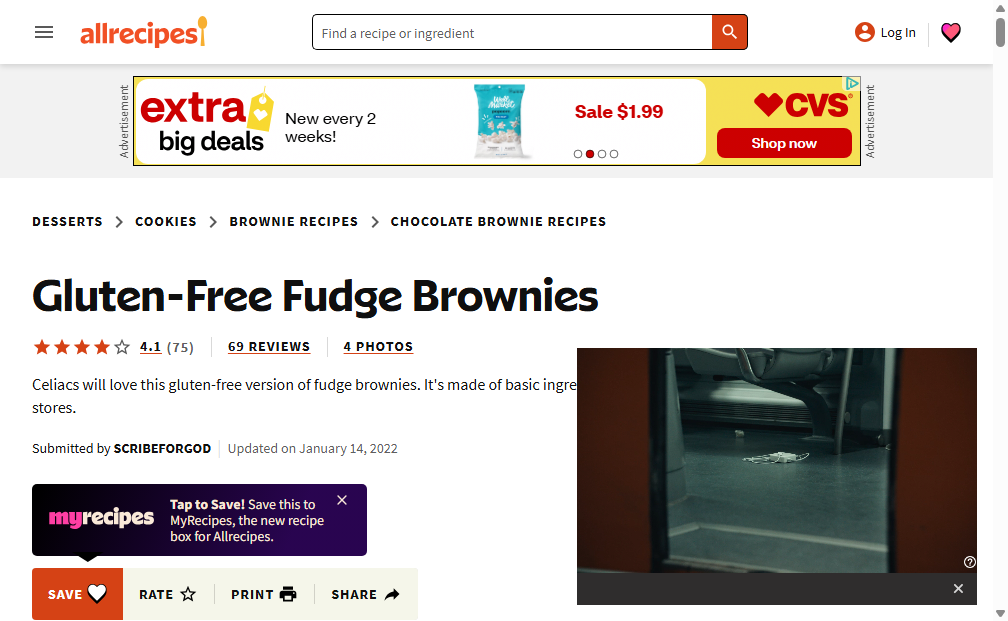 allrecipes
Find a recipe or ingredient
Log In
Advertisement
extra
big deals
New every 2
weeks!
Sale $1.99
CVS
Shop now
Advertisement
DESSERTS > COOKIES > BROWNIE RECIPES > CHOCOLATE BROWNIE RECIPES
Gluten-Free Fudge Brownies
4.1 (75) 69 REVIEWS 4 PHOTOS
Celiacs will love this gluten-free version of fudge brownies. It's made of basic ingre
stores.
Submitted by SCRIBEFORGOD Updated on January 14, 2022
myrecipes
Tap to Save! Save this to
MyRecipes, the new recipe
box for Allrecipes.
SAVE RATE PRINT SHARE